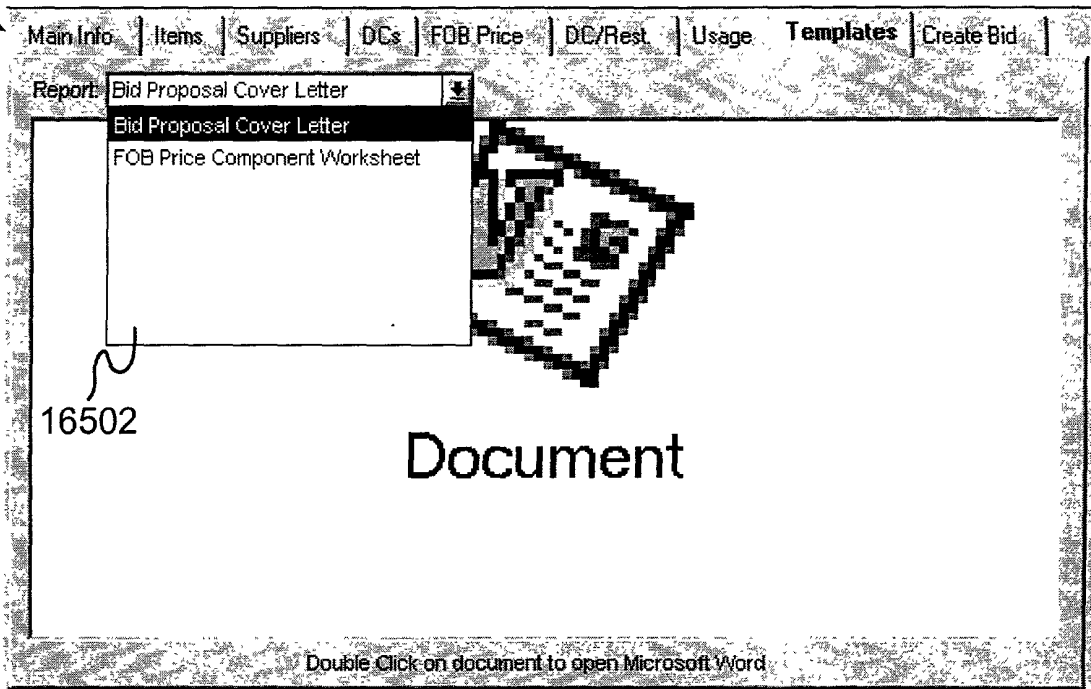 Main Info Items Suppliers DCs FOB Price DC/Rest. Usage Templates Create Bid
Report: Bid Proposal Cover Letter
Bid Proposal Cover Letter
FOB Price Component Worksheet
16502
Document
Double Click on document to open Microsoft Word